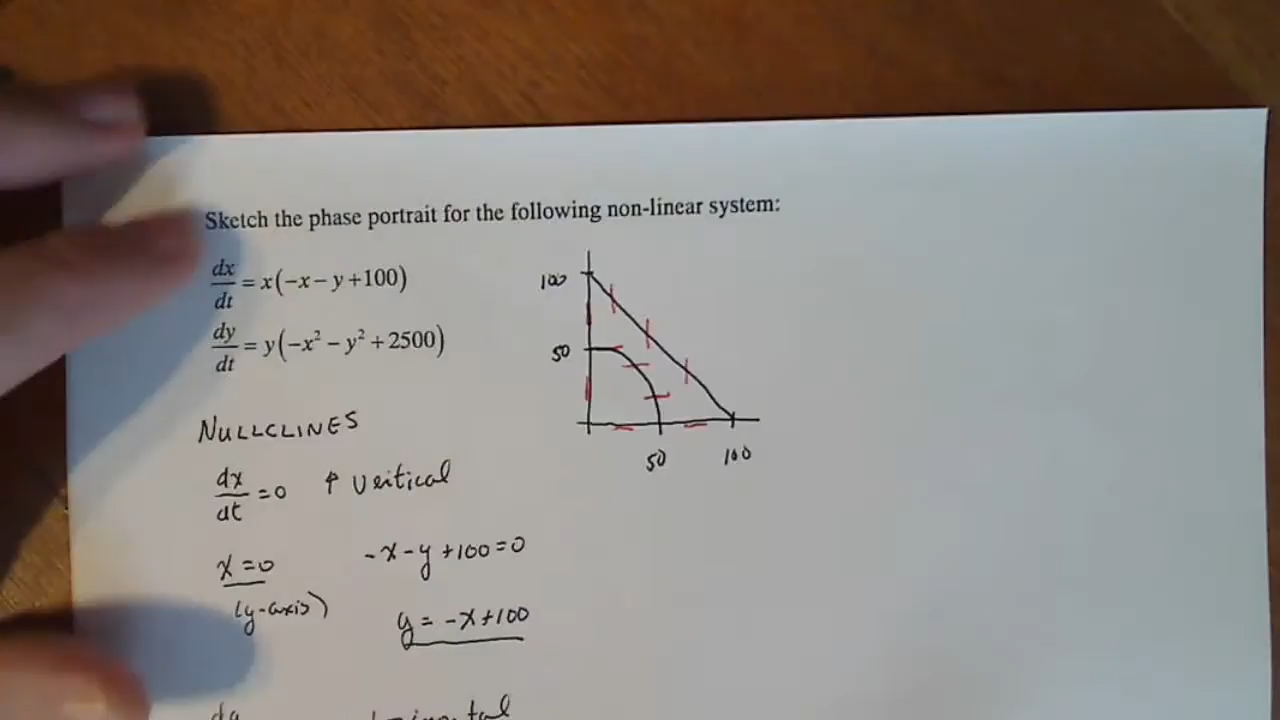 Sketch the phase portrait for the following non-linear system:
dx/dt = x(-x - y + 100)
dy/dt = y(-x² - y² + 2500)
100
50
50 100
NULLCLINES
dx/dt = 0 ↑ vertical
x = 0 -x - y + 100 = 0
(y-axis) y = -x + 100